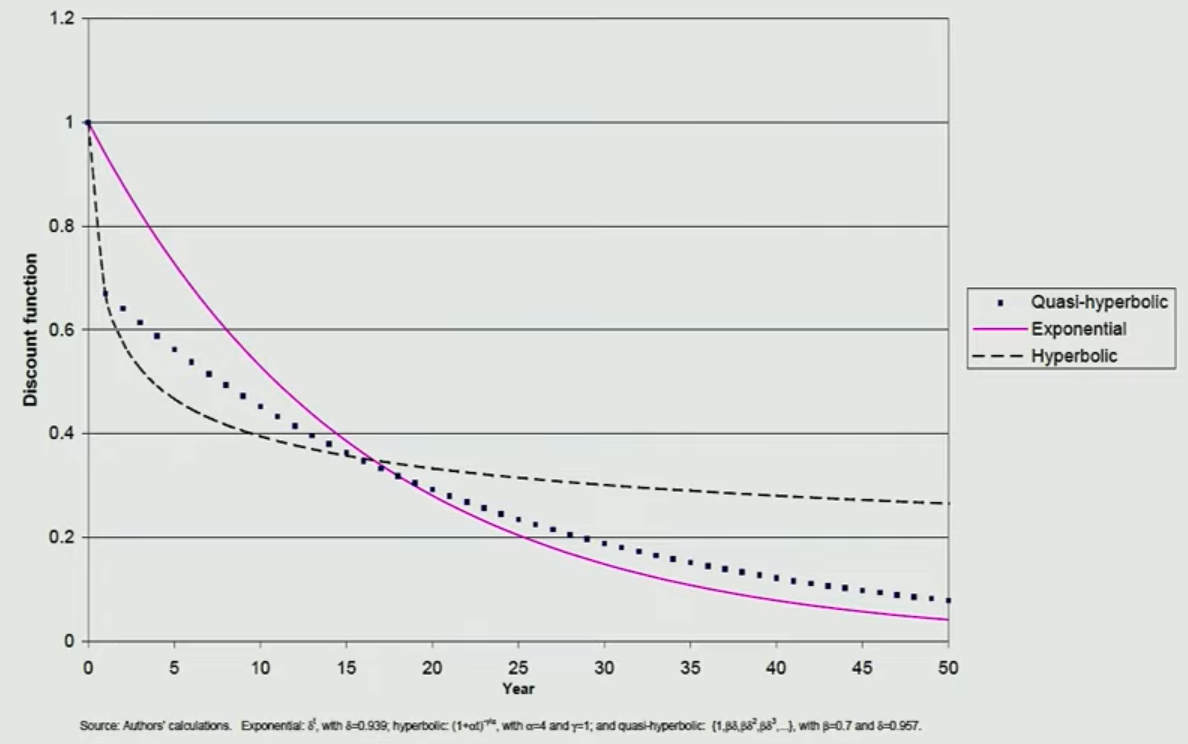 1.2
1
0.8
0.6
0.4
0.2
0
Discount function
0 5 10 15 20 25 30 35 40 45 50
Year
Quasi-hyperbolic
Exponential
Hyperbolic
Source: Authors' calculations. Exponential: δᵗ, with δ=0.939; hyperbolic: (1+αt)^-γ/α, with α=4 and γ=1; and quasi-hyperbolic: {1,βδ,βδ²,βδ³,...}, with β=0.7 and δ=0.957.